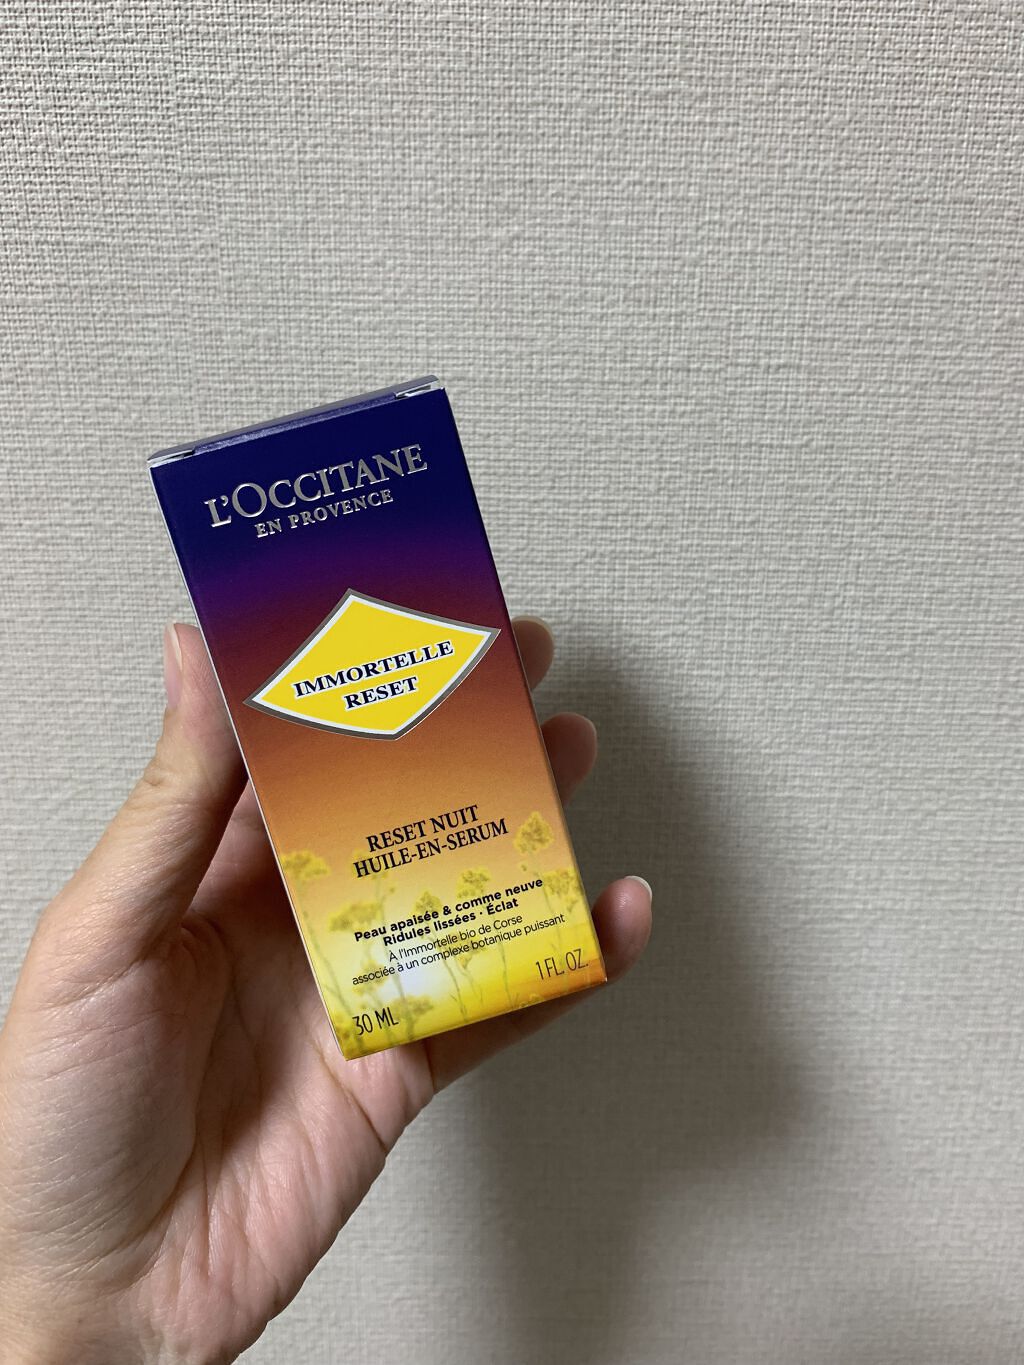 L'OCCITANE
EN PROVENCE
IMMORTELLE
RESET
RESET NUIT
HUILE-EN-SERUM
Peau apaisée & comme neuve
Ridules lissées · Éclat
A l'Immortelle bio de Corse
associée à un complexe botanique puissant
1 FL. OZ.
30 ML